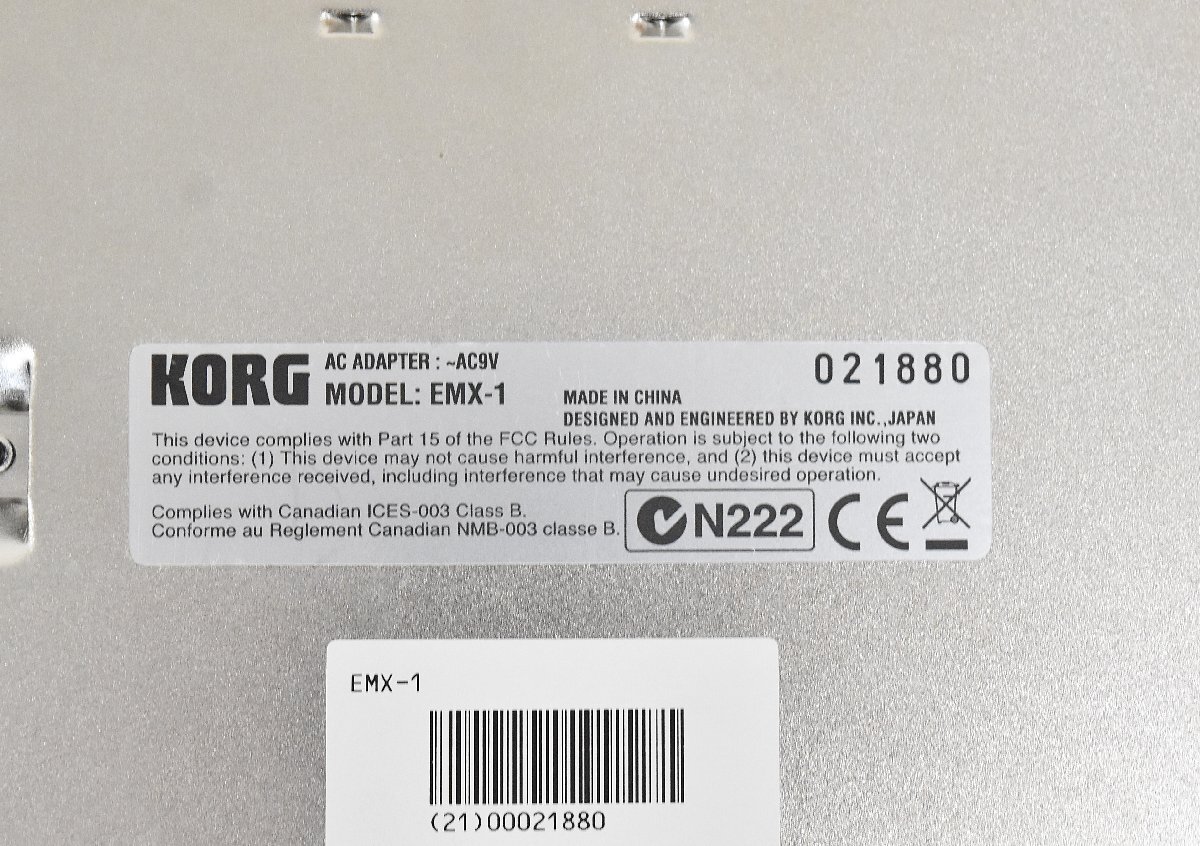 KORG AC ADAPTER : ~AC9V
MODEL: EMX-1
021880
MADE IN CHINA
DESIGNED AND ENGINEERED BY KORG INC.,JAPAN
This device complies with Part 15 of the FCC Rules. Operation is subject to the following two
conditions: (1) This device may not cause harmful interference, and (2) this device must accept
any interference received, including interference that may cause undesired operation.
Complies with Canadian ICES-003 Class B.
Conforme au Reglement Canadian NMB-003 classe B.
N222
CE
EMX-1
(21)00021880